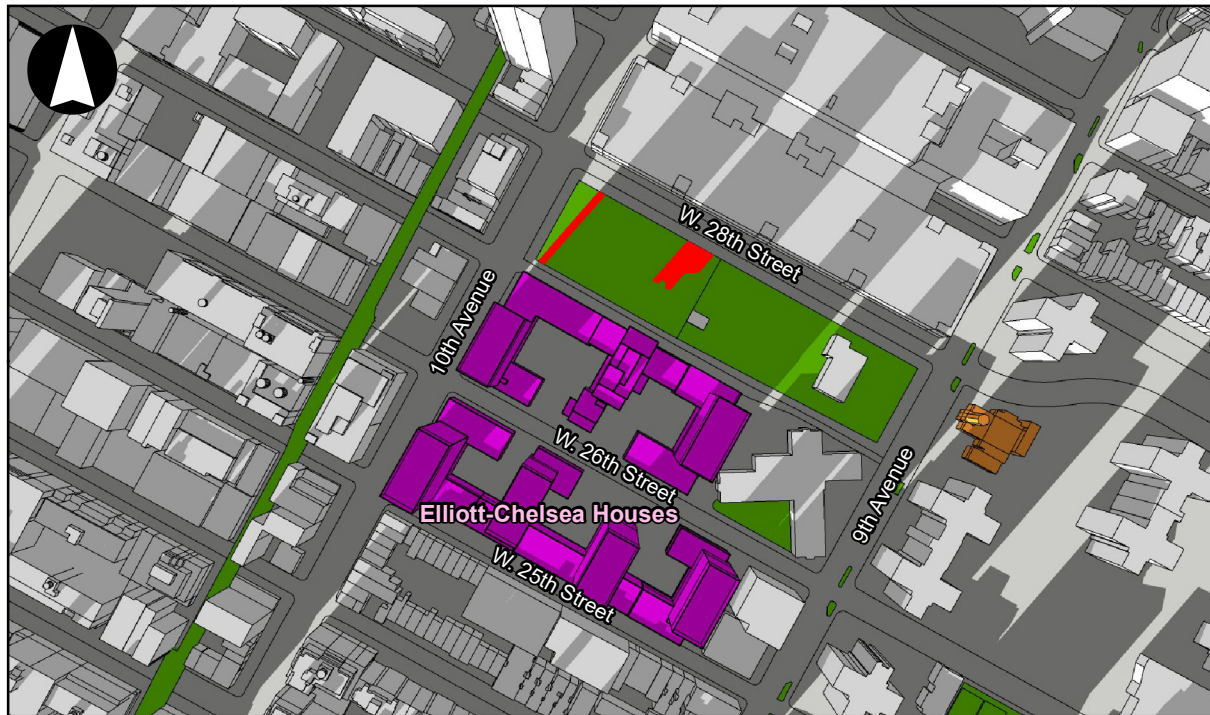 W. 28th Street
10th Avenue
W. 26th Street
9th Avenue
Elliott-Chelsea Houses
W. 25th Street